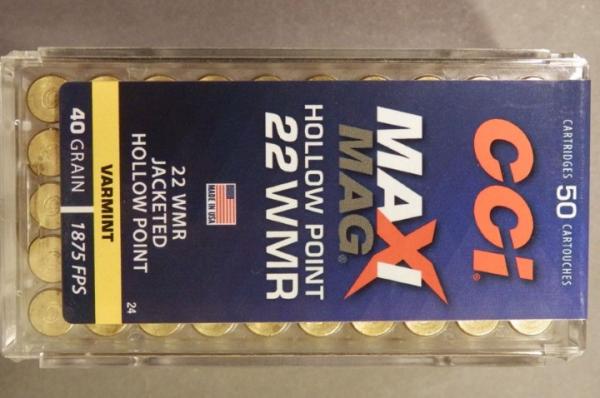 CARTRIDGES 50 CARTOUCHES
CCI®
MAXI
MAG®
HOLLOW POINT
22 WMR
MADE IN USA
22 WMR
JACKETED
HOLLOW POINT
24
VARMINT
40 GRAIN 1875 FPS